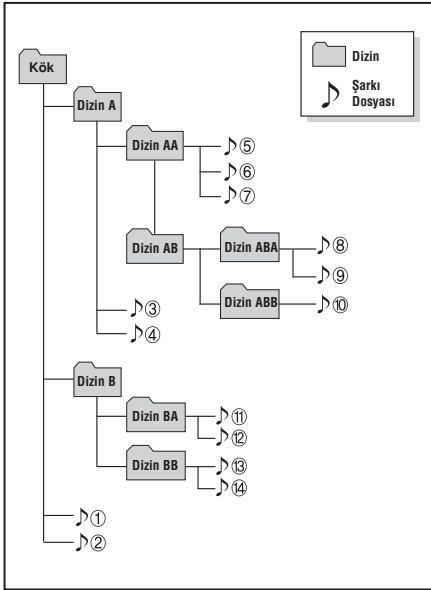 Kök
Dizin
Şarkı
Dosyası
Dizin A
Dizin AA
⑤
⑥
⑦
Dizin AB
Dizin ABA
⑧
⑨
Dizin ABB
⑩
③
④
Dizin B
Dizin BA
⑪
⑫
Dizin BB
⑬
⑭
①
②